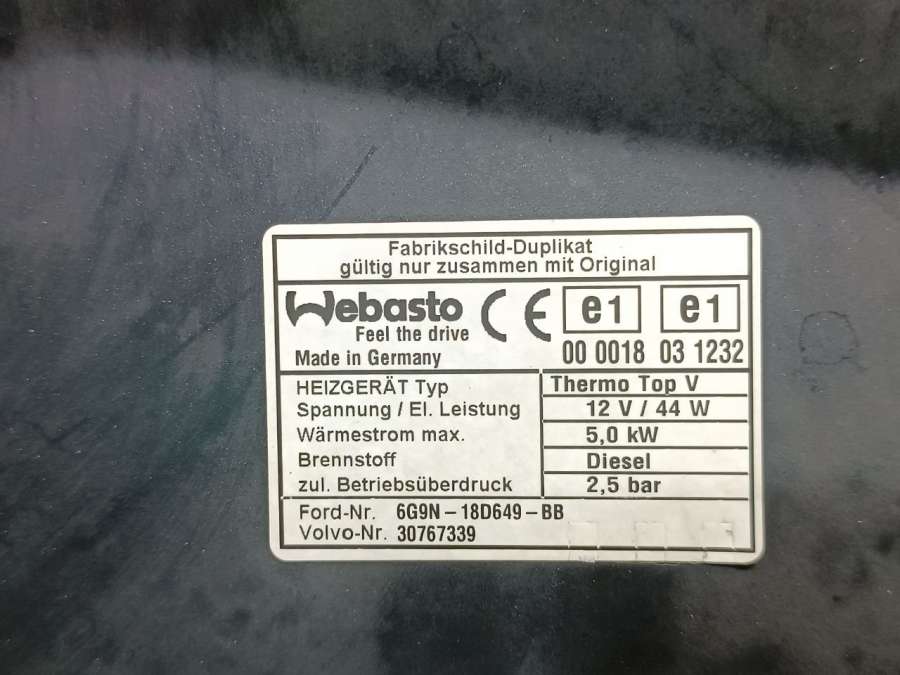 Fabrikschild-Duplikat
gültig nur zusammen mit Original
Webasto CE e1 e1
Feel the drive
00 0018 03 1232
Made in Germany
HEIZGERÄT Typ Thermo Top V
Spannung / El. Leistung 12 V / 44 W
Wärmestrom max. 5,0 kW
Brennstoff Diesel
zul. Betriebsüberdruck 2,5 bar
Ford-Nr. 6G9N - 18D649 - BB
Volvo-Nr. 30767339